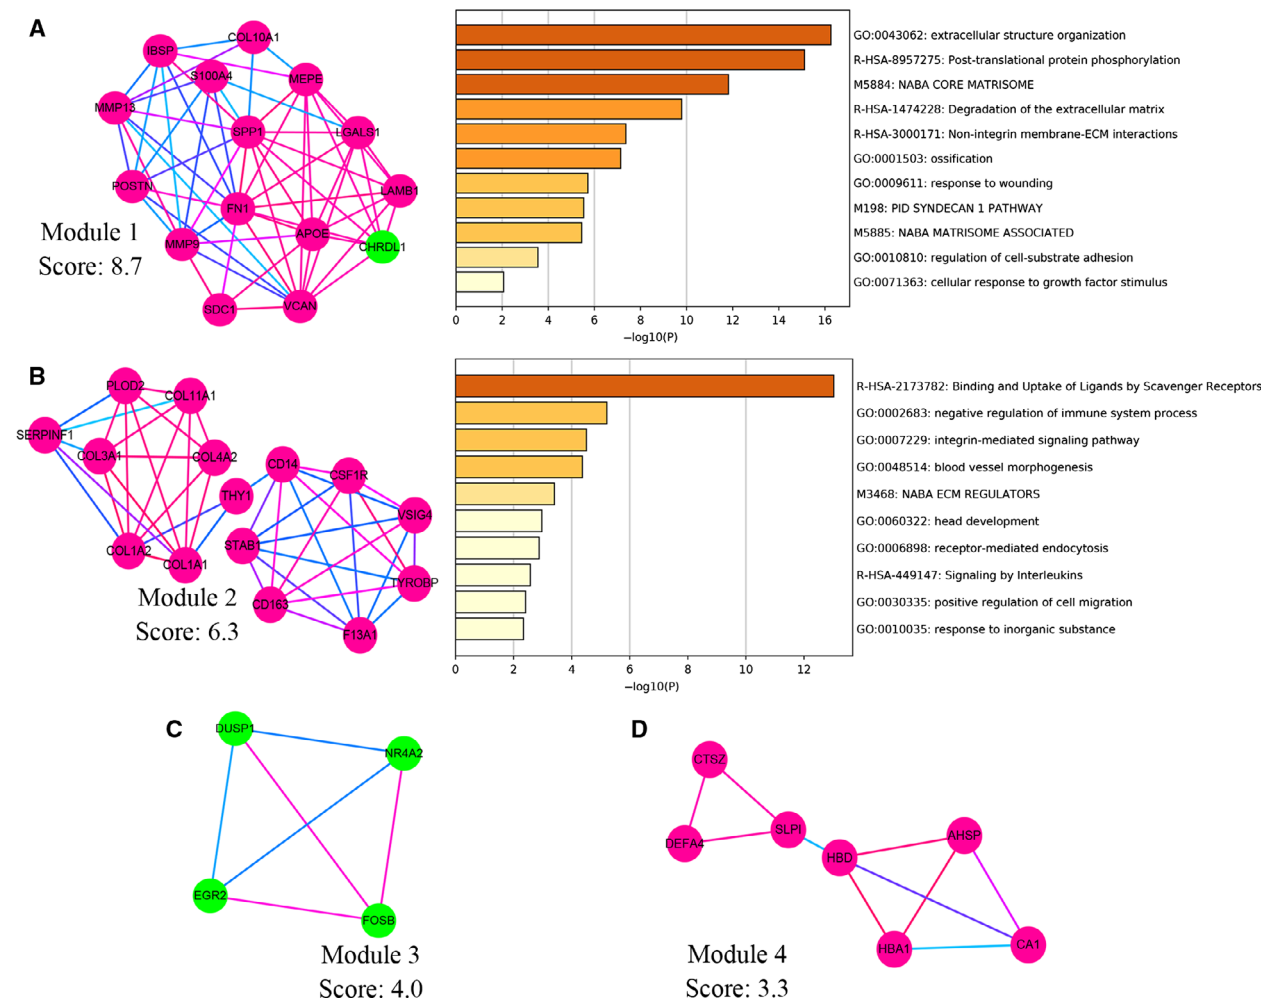 A
IBSP
COL10A1
S100A4
MEPE
MMP13
SPP1
LGALS1
POSTN
LAMB1
FN1
MMP9
APOE
CHRDL1
SDC1
VCAN
Module 1
Score: 8.7
GO:0043062: extracellular structure organization
R-HSA-8957275: Post-translational protein phosphorylation
M5884: NABA CORE MATRISOME
R-HSA-1474228: Degradation of the extracellular matrix
R-HSA-3000171: Non-integrin membrane-ECM interactions
GO:0001503: ossification
GO:0009611: response to wounding
M198: PID SYNDECAN 1 PATHWAY
M5885: NABA MATRISOME ASSOCIATED
GO:0010810: regulation of cell-substrate adhesion
GO:0071363: cellular response to growth factor stimulus
0 2 4 6 8 10 12 14 16
−log10(P)
B
PLOD2
COL11A1
SERPINF1
COL3A1
COL4A2
THY1
COL1A2
COL1A1
CD14
CSF1R
VSIG4
STAB1
TYROBP
CD163
F13A1
Module 2
Score: 6.3
R-HSA-2173782: Binding and Uptake of Ligands by Scavenger Receptors
GO:0002683: negative regulation of immune system process
GO:0007229: integrin-mediated signaling pathway
GO:0048514: blood vessel morphogenesis
M3468: NABA ECM REGULATORS
GO:0060322: head development
GO:0006898: receptor-mediated endocytosis
R-HSA-449147: Signaling by Interleukins
GO:0030335: positive regulation of cell migration
GO:0010035: response to inorganic substance
0 2 4 6 8 10 12
−log10(P)
C
DUSP1
NR4A2
EGR2
FOSB
Module 3
Score: 4.0
D
CTSZ
DEFA4
SLPI
HBD
AHSP
HBA1
CA1
Module 4
Score: 3.3